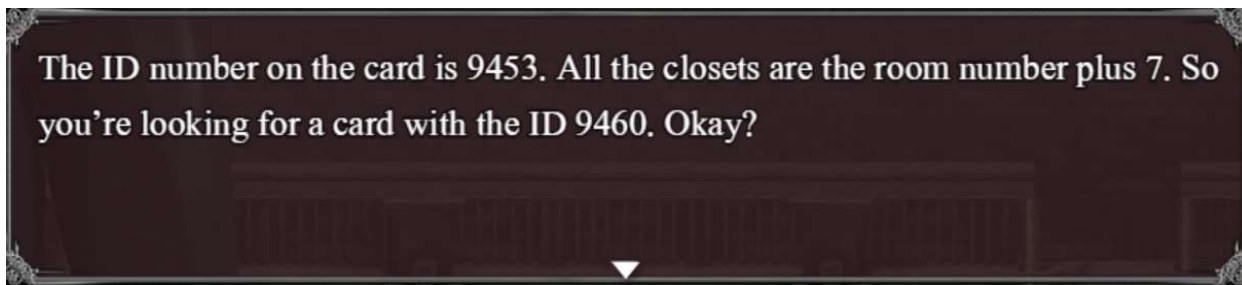 The ID number on the card is 9453. All the closets are the room number plus 7. So
you’re looking for a card with the ID 9460. Okay?